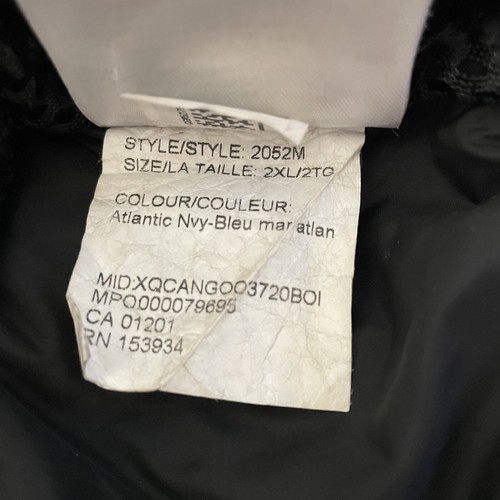 STYLE/STYLE: 2052M
SIZE/LA TAILLE: 2XL/2TG
COLOUR/COULEUR:
Atlantic Nvy-Bleu mar atlan
MID:XQCANGOO3720BOI
MPO000079695
CA 01201
RN 153934